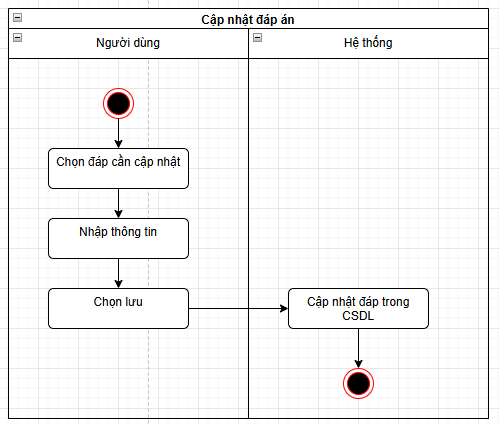 Cập nhật đáp án
Người dùng
Hệ thống
Chọn đáp cần cập nhật
Nhập thông tin
Chọn lưu
Cập nhật đáp trong
CSDL